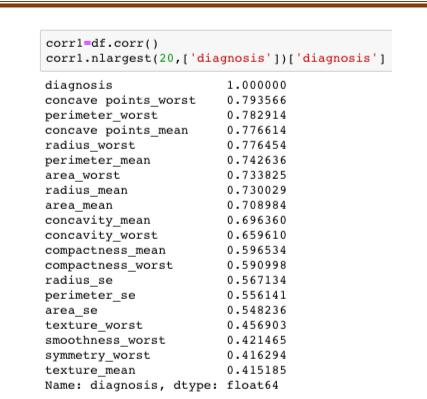 corr1=df.corr()
corr1.nlargest(20,['diagnosis'])['diagnosis']
diagnosis 1.000000
concave points_worst 0.793566
perimeter_worst 0.782914
concave points_mean 0.776614
radius_worst 0.776454
perimeter_mean 0.742636
area_worst 0.733825
radius_mean 0.730029
area_mean 0.708984
concavity_mean 0.696360
concavity_worst 0.659610
compactness_mean 0.596534
compactness_worst 0.590998
radius_se 0.567134
perimeter_se 0.556141
area_se 0.548236
texture_worst 0.456903
smoothness_worst 0.421465
symmetry_worst 0.416294
texture_mean 0.415185
Name: diagnosis, dtype: float64